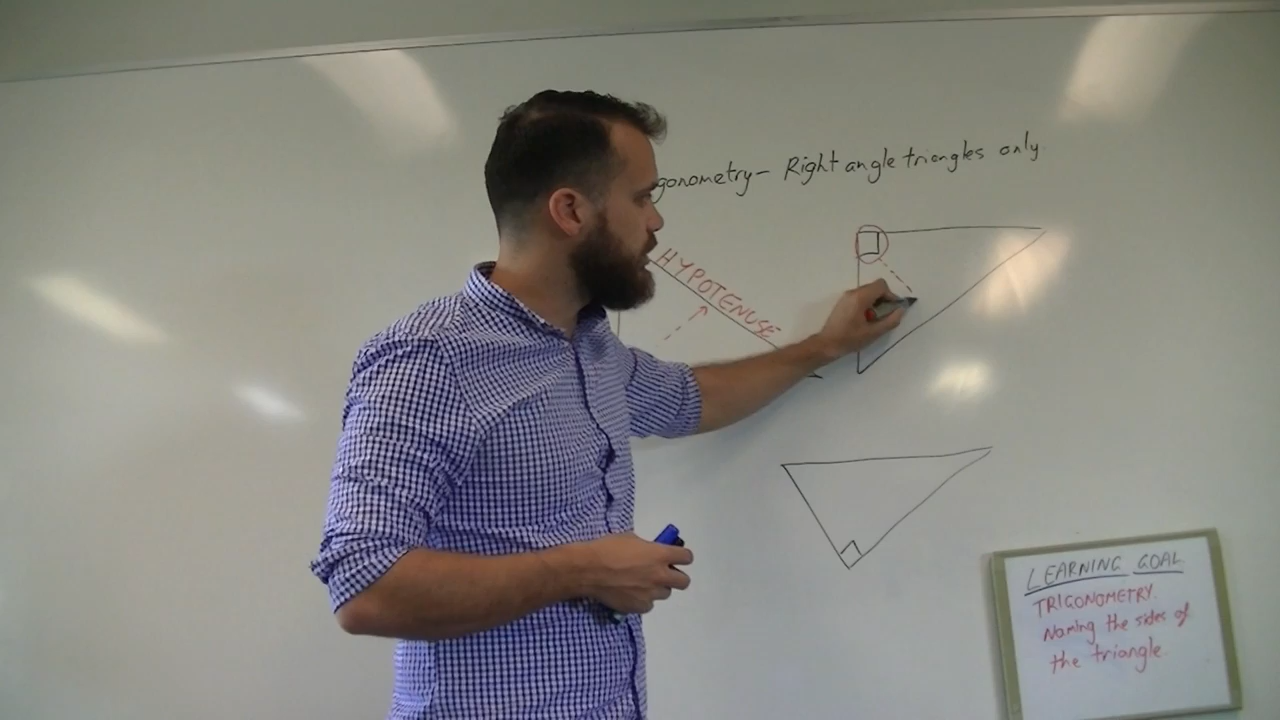 gonometry - Right angle triangles only
HYPOTENUSE
LEARNING GOAL
TRIGONOMETRY.
Naming the sides of
the triangle.